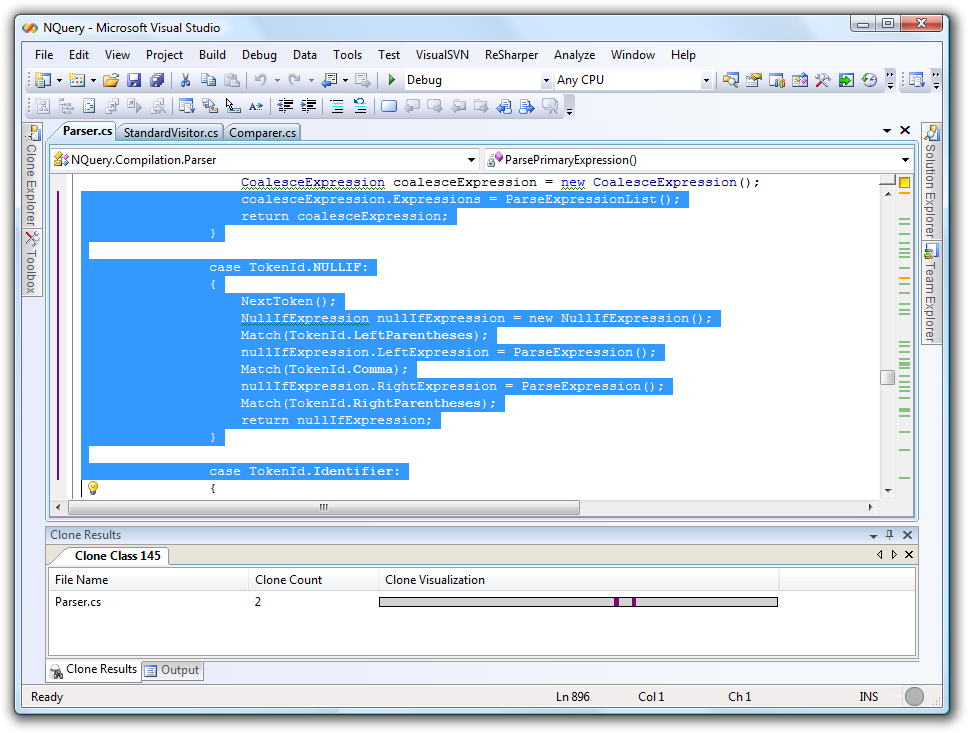 NQuery - Microsoft Visual Studio
File Edit View Project Build Debug Data Tools Test VisualSVN ReSharper Analyze Window Help
Debug Any CPU
Parser.cs StandardVisitor.cs Comparer.cs
NQuery.Compilation.Parser ParsePrimaryExpression()
Clone Explorer
Toolbox
Solution Explorer
Team Explorer
CoalesceExpression coalesceExpression = new CoalesceExpression();
coalesceExpression.Expressions = ParseExpressionList();
return coalesceExpression;
}
case TokenId.NULLIF:
{
NextToken();
NullIfExpression nullIfExpression = new NullIfExpression();
Match(TokenId.LeftParentheses);
nullIfExpression.LeftExpression = ParseExpression();
Match(TokenId.Comma);
nullIfExpression.RightExpression = ParseExpression();
Match(TokenId.RightParentheses);
return nullIfExpression;
}
case TokenId.Identifier:
{
Clone Results
Clone Class 145
File Name Clone Count Clone Visualization
Parser.cs 2
Clone Results Output
Ready Ln 896 Col 1 Ch 1 INS